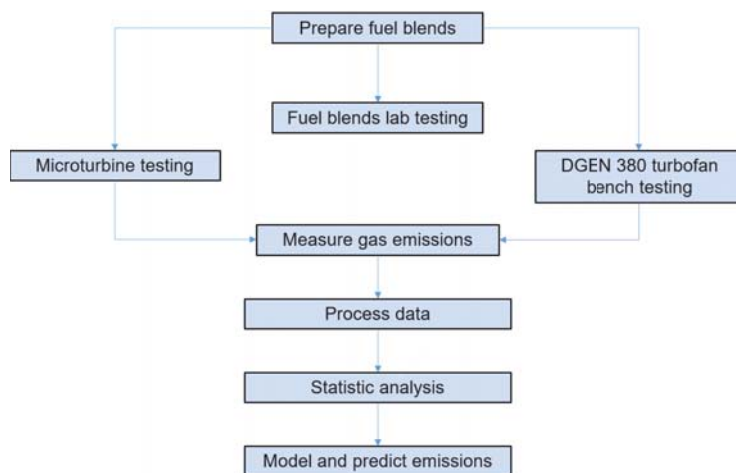 Prepare fuel blends
Fuel blends lab testing
Microturbine testing
DGEN 380 turbofan
bench testing
Measure gas emissions
Process data
Statistic analysis
Model and predict emissions